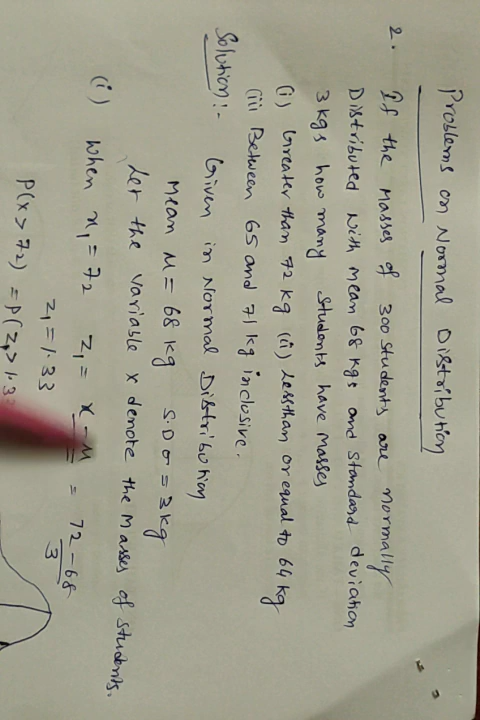 Problems on Normal Distribution
2. If the Masses of 300 students are normally
Distributed with mean 68 kgs and standard deviation
3 kgs how many students have masses
(i) Greater than 72 kg (ii) Less than or equal to 64 kg
(iii) Between 65 and 71 kg inclusive.
Solution:- Given in Normal Distribution
Mean M = 68 kg S.D σ = 3 kg
Let the variable x denote the Masses of students.
(i) When x₁ = 72 z₁ = x - M = 72 - 68
3
z₁ = 1.33
P(x > 72) = P(z₁ > 1.33